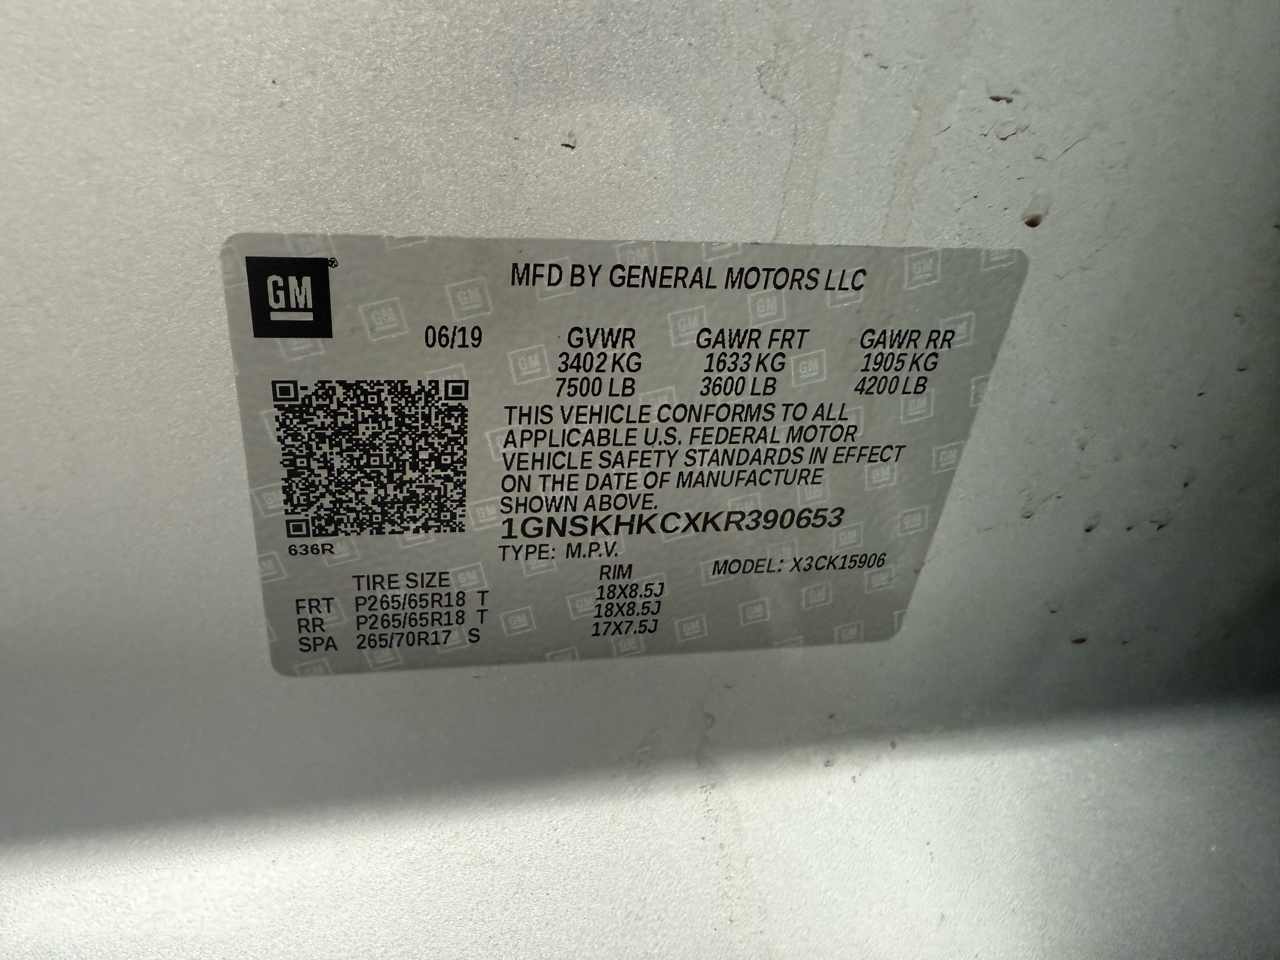 GM®
MFD BY GENERAL MOTORS LLC
06/19 GVWR GAWR FRT GAWR RR
3402 KG 1633 KG 1905 KG
7500 LB 3600 LB 4200 LB
THIS VEHICLE CONFORMS TO ALL
APPLICABLE U.S. FEDERAL MOTOR
VEHICLE SAFETY STANDARDS IN EFFECT
ON THE DATE OF MANUFACTURE
SHOWN ABOVE.
1GNSKHKCXKR390653
636R
TYPE: M.P.V. MODEL: X3CK15906
TIRE SIZE RIM
FRT P265/65R18 T 18X8.5J
RR P265/65R18 T 18X8.5J
SPA 265/70R17 S 17X7.5J